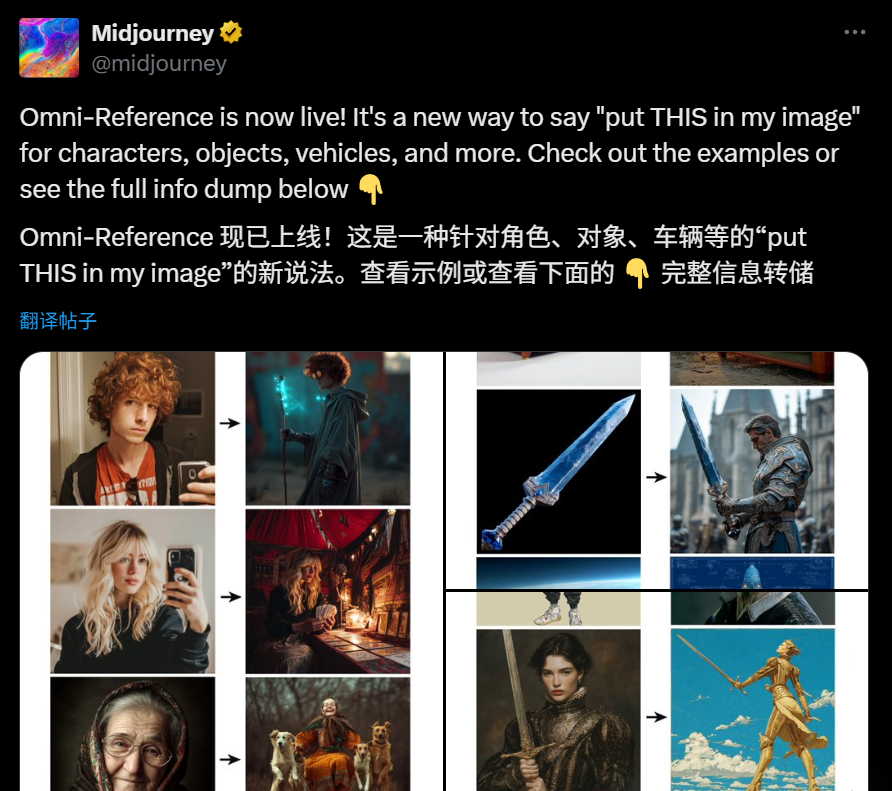 Midjourney
@midjourney
Omni-Reference is now live! It's a new way to say "put THIS in my image"
for characters, objects, vehicles, and more. Check out the examples or
see the full info dump below 👇
Omni-Reference 现已上线！这是一种针对角色、对象、车辆等的“put
THIS in my image”的新说法。查看示例或查看下面的 👇 完整信息转储
翻译帖子